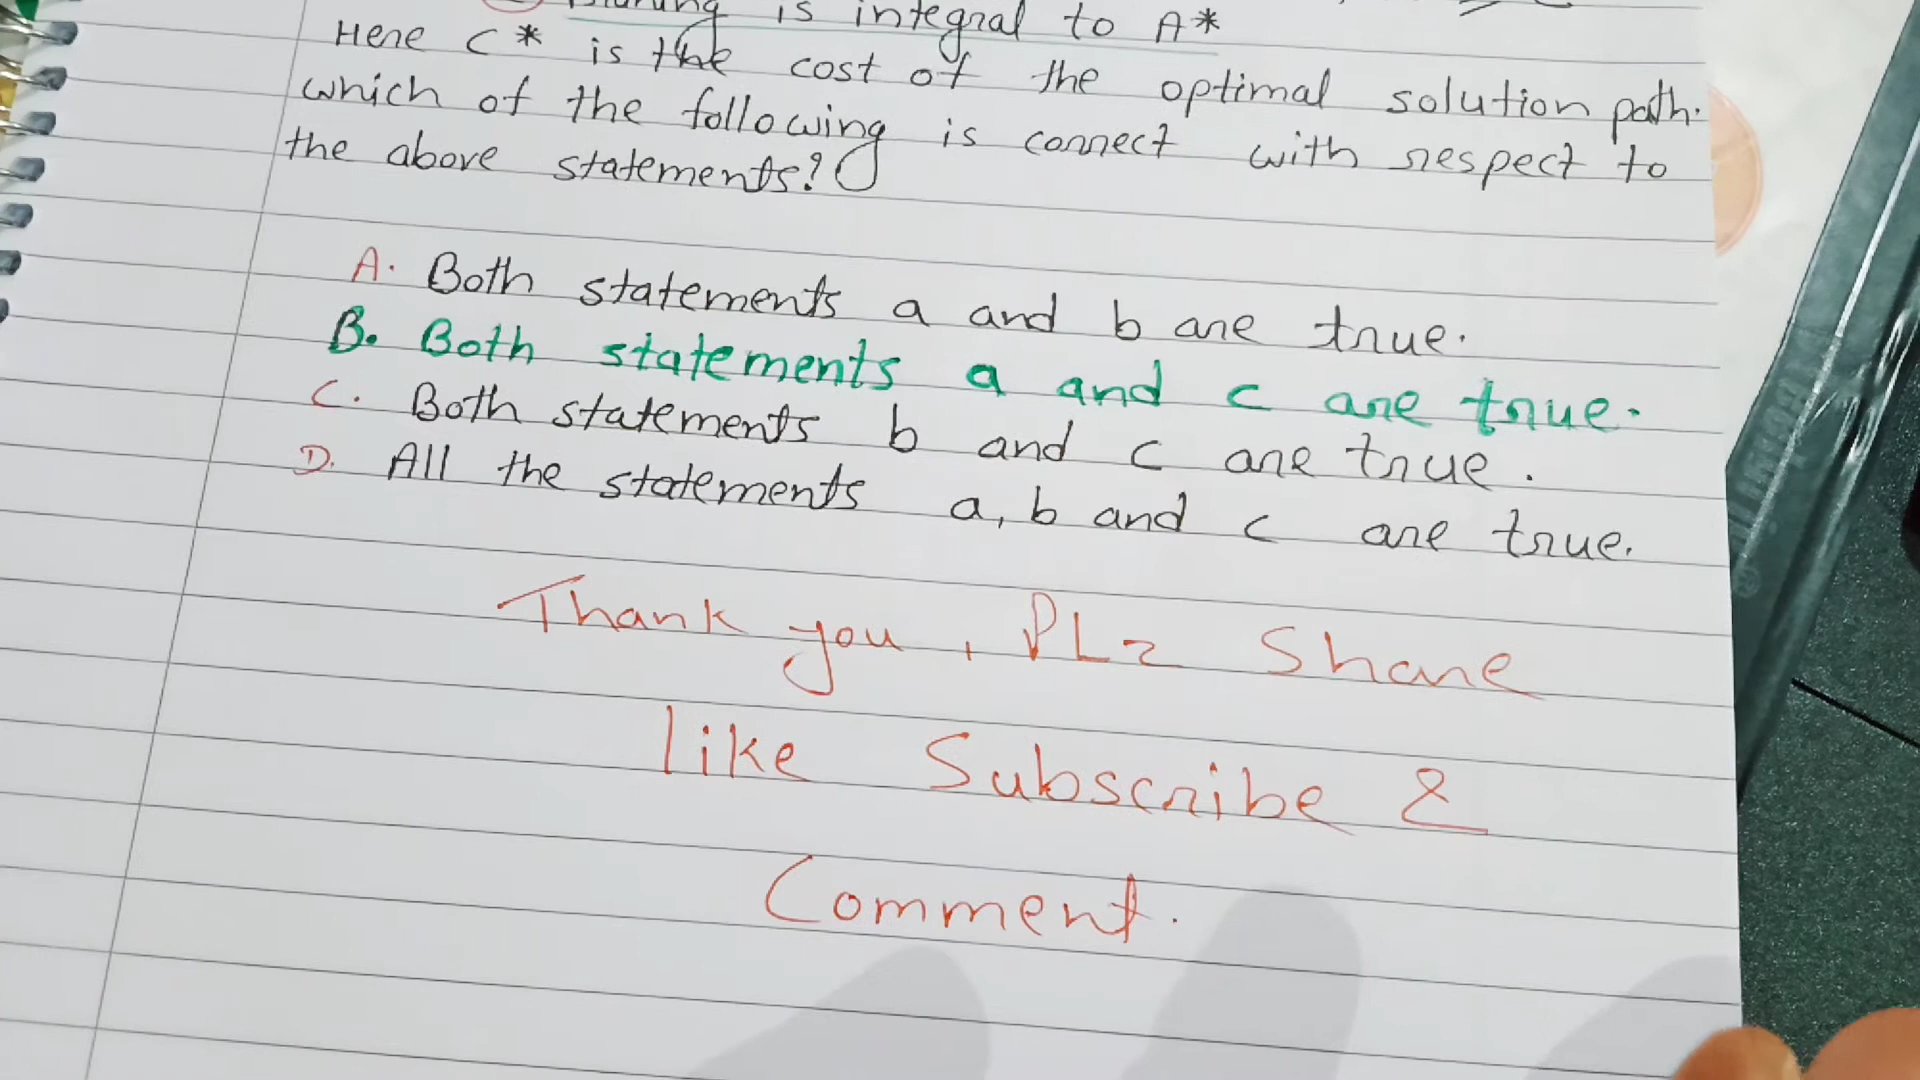 is integral to A*
Here C* is the cost of the optimal solution path.
which of the following is correct with respect to
the above statements?
A. Both statements a and b are true.
B. Both statements a and c are true.
C. Both statements b and c are true.
D. All the statements a, b and c are true.
Thank you, PLz Share
like Subscribe &
Comment.